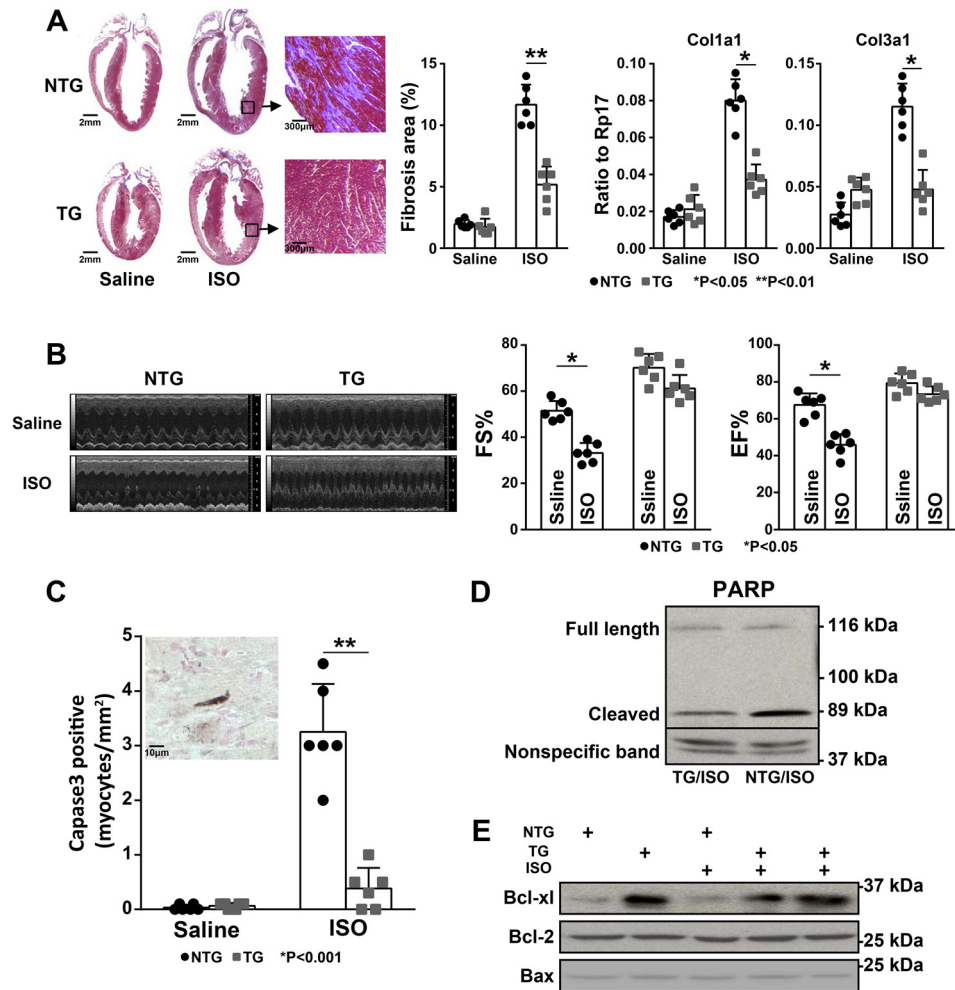 A
NTG
2mm
2mm
300μm
TG
2mm
2mm
300μm
Saline
ISO
Fibrosis area (%)
15
10
5
0
**
Saline
ISO
Col1a1
Ratio to Rp17
0.10
0.08
0.06
0.04
0.02
0.00
*
Saline
ISO
Col3a1
0.15
0.10
0.05
0.00
*
Saline
ISO
NTG TG *P<0.05 **P<0.01
B
NTG
TG
Saline
ISO
FS%
80
60
40
20
0
*
Ssline
ISO
Ssline
ISO
EF%
100
80
60
40
20
0
*
Ssline
ISO
Ssline
ISO
NTG TG *P<0.05
C
Capase3 positive
(myocytes/mm²)
5
4
3
2
1
0
10μm
**
Saline
ISO
NTG TG *P<0.001
D
PARP
Full length
116 kDa
100 kDa
Cleaved
89 kDa
Nonspecific band
37 kDa
TG/ISO NTG/ISO
E
NTG + +
TG + + +
ISO + + +
Bcl-xl
37 kDa
Bcl-2
25 kDa
25 kDa
Bax